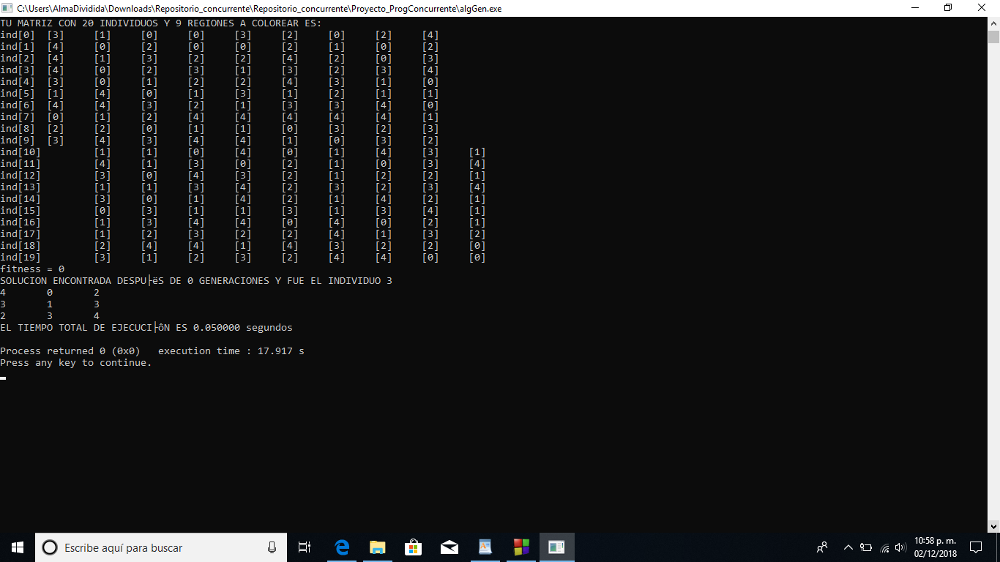 C:\Users\AlmaDividida\Downloads\Repositorio_concurrente\Repositorio_concurrente\Proyecto_ProgConcurrente\algGen.exe
TU MATRIZ CON 20 INDIVIDUOS Y 9 REGIONES A COLOREAR ES:
ind[0] [3] [1] [0] [0] [3] [2] [0] [2] [4]
ind[1] [4] [0] [2] [0] [0] [2] [1] [0] [2]
ind[2] [4] [1] [3] [2] [2] [4] [2] [0] [3]
ind[3] [4] [0] [2] [3] [1] [3] [2] [3] [4]
ind[4] [3] [0] [1] [2] [2] [4] [3] [1] [0]
ind[5] [1] [4] [0] [1] [3] [1] [2] [1] [1]
ind[6] [4] [4] [3] [2] [1] [3] [3] [4] [0]
ind[7] [0] [1] [2] [4] [4] [4] [4] [4] [1]
ind[8] [2] [2] [0] [1] [1] [0] [3] [2] [3]
ind[9] [3] [4] [3] [4] [4] [1] [0] [3] [2]
ind[10] [1] [1] [0] [4] [0] [1] [4] [3] [1]
ind[11] [4] [1] [3] [0] [2] [1] [0] [3] [4]
ind[12] [3] [0] [4] [3] [2] [1] [2] [2] [1]
ind[13] [1] [1] [3] [4] [2] [3] [2] [3] [4]
ind[14] [3] [0] [1] [4] [2] [1] [4] [2] [1]
ind[15] [0] [3] [1] [1] [3] [1] [3] [4] [1]
ind[16] [1] [3] [4] [4] [0] [4] [0] [2] [1]
ind[17] [1] [2] [3] [2] [2] [4] [1] [3] [2]
ind[18] [2] [4] [4] [1] [4] [3] [2] [2] [0]
ind[19] [3] [1] [2] [3] [2] [4] [4] [0] [0]
fitness = 0
SOLUCION ENCONTRADA DESPU├ëS DE 0 GENERACIONES Y FUE EL INDIVIDUO 3
4 0 2
3 1 3
2 3 4
EL TIEMPO TOTAL DE EJECUCI├ôN ES 0.050000 segundos
Process returned 0 (0x0) execution time : 17.917 s
Press any key to continue.
Escribe aquí para buscar
10:58 p. m.
02/12/2018